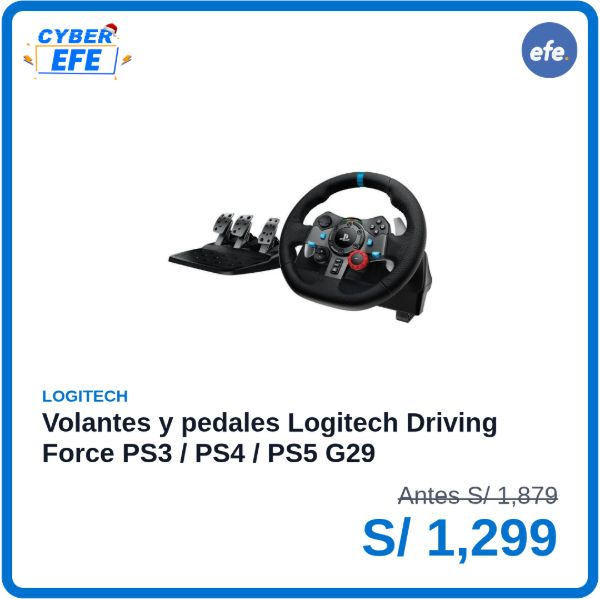 CYBER
EFE
efe.
LOGITECH
Volantes y pedales Logitech Driving
Force PS3 / PS4 / PS5 G29
Antes S/ 1,879
S/ 1,299